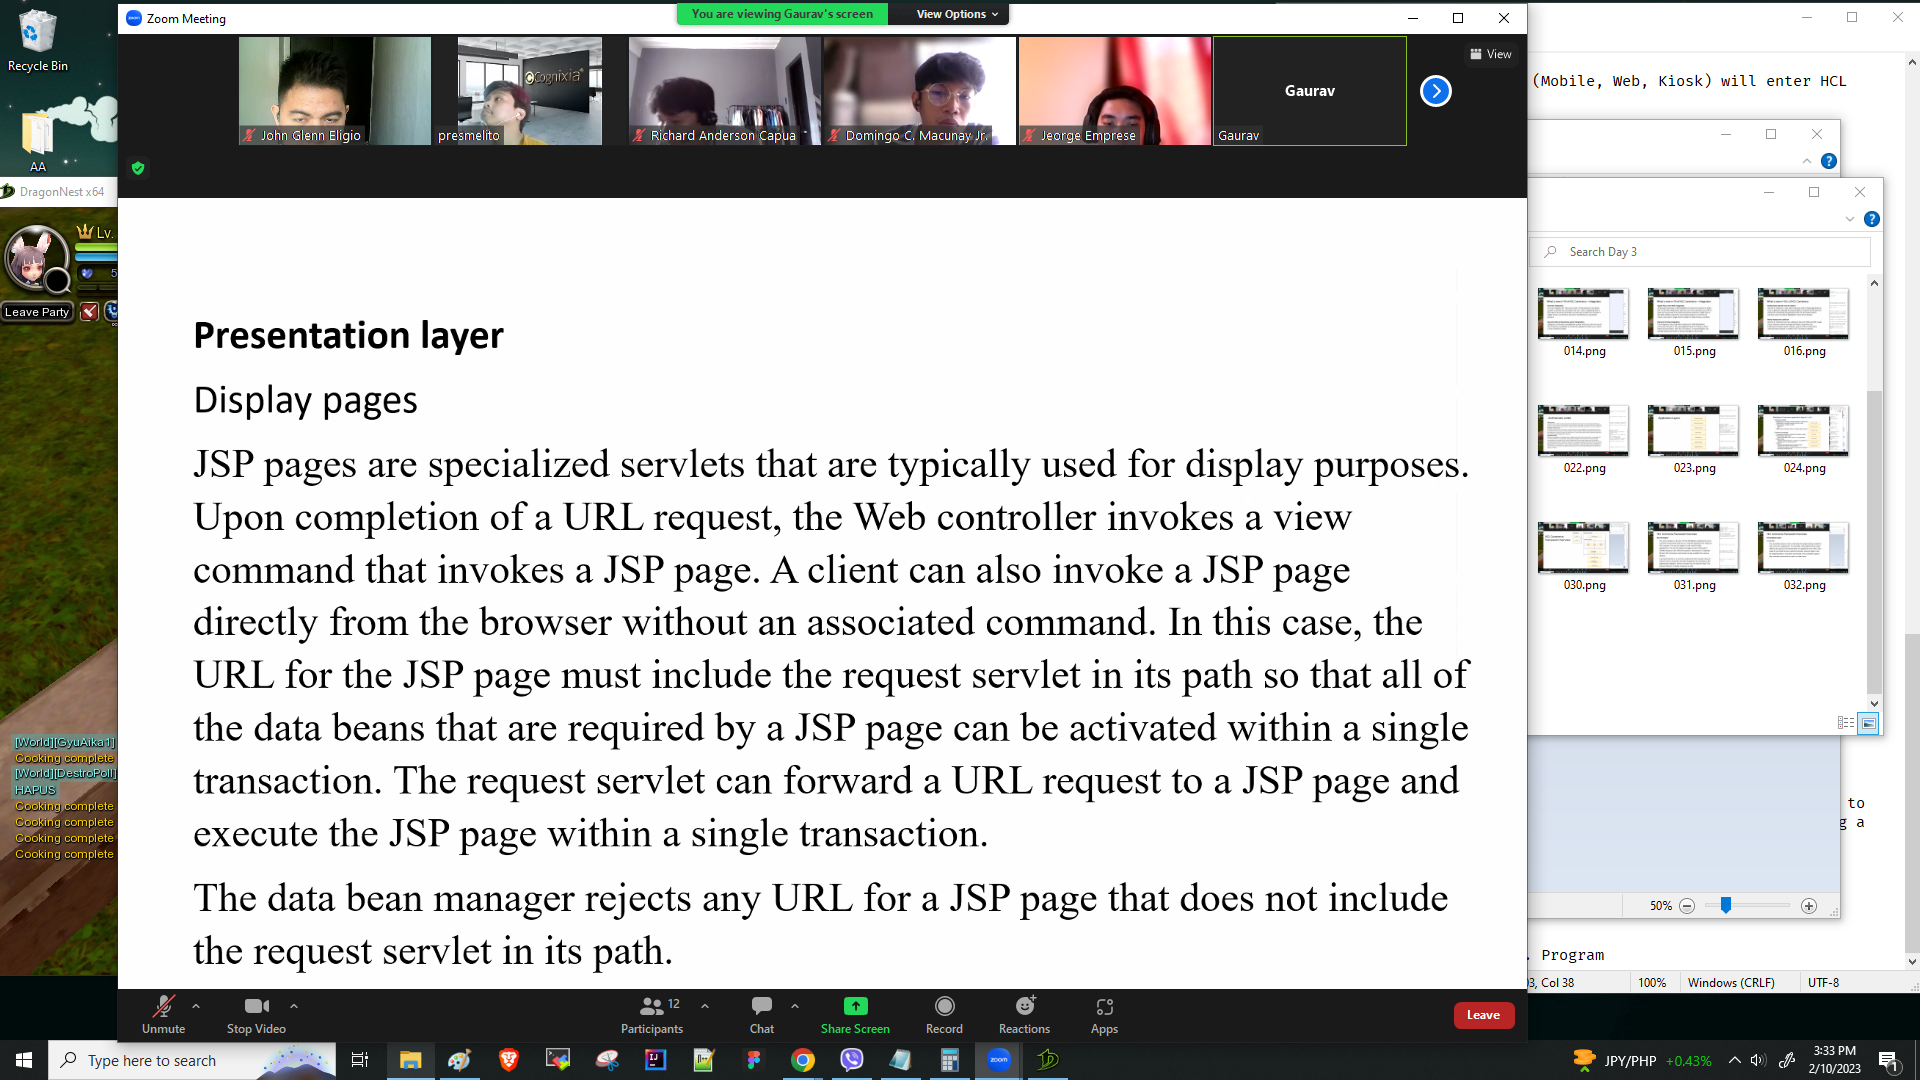 Recycle Bin
AA
DragonNest x64
Lv.
5
Leave Party
[World][GyuAika1]
Cooking complete
[World][DestroPoll]
HAPUS
Cooking complete
Cooking complete
Cooking complete
Cooking complete
Zoom Meeting
You are viewing Gaurav's screen
View Options
John Glenn Eligio
Cognixia
presmelito
Richard Anderson Capua
Domingo C. Macunay Jr.
Jeorge Emprese
Gaurav
Gaurav
View
Presentation layer
Display pages
JSP pages are specialized servlets that are typically used for display purposes.
Upon completion of a URL request, the Web controller invokes a view
command that invokes a JSP page. A client can also invoke a JSP page
directly from the browser without an associated command. In this case, the
URL for the JSP page must include the request servlet in its path so that all of
the data beans that are required by a JSP page can be activated within a single
transaction. The request servlet can forward a URL request to a JSP page and
execute the JSP page within a single transaction.
The data bean manager rejects any URL for a JSP page that does not include
the request servlet in its path.
Unmute
Stop Video
12
Participants
Chat
Share Screen
Record
Reactions
Apps
Leave
(Mobile, Web, Kiosk) will enter HCL
Search Day 3
014.png
015.png
016.png
022.png
023.png
024.png
030.png
031.png
032.png
to
g a
50%
. Program
3, Col 38
100%
Windows (CRLF)
UTF-8
Type here to search
JPY/PHP +0.43%
3:33 PM
2/10/2023
1